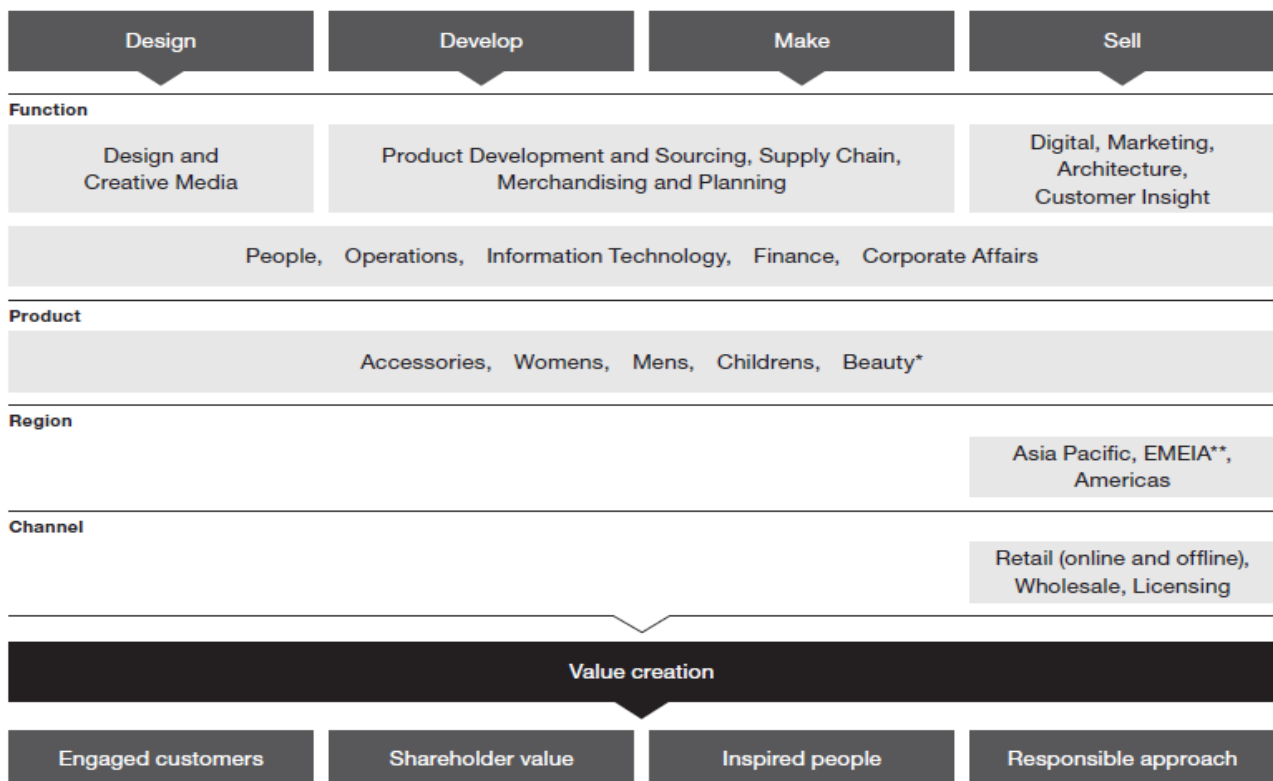 Design
Develop
Make
Sell
Function
Design and
Creative Media
Product Development and Sourcing, Supply Chain,
Merchandising and Planning
Digital, Marketing,
Architecture,
Customer Insight
People, Operations, Information Technology, Finance, Corporate Affairs
Product
Accessories, Womens, Mens, Childrens, Beauty*
Region
Asia Pacific, EMEIA**,
Americas
Channel
Retail (online and offline),
Wholesale, Licensing
Value creation
Engaged customers
Shareholder value
Inspired people
Responsible approach